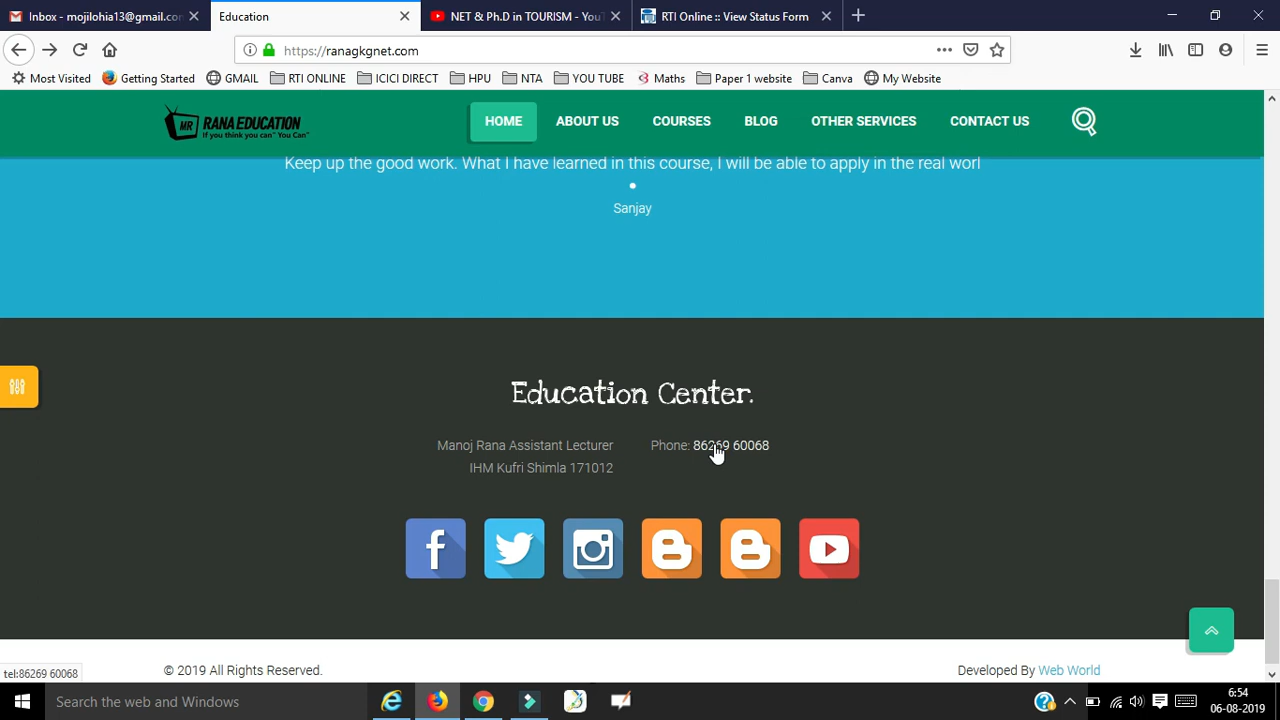 Inbox - mojilohia13@gmail.co
Education
NET & Ph.D in TOURISM - You
RTI Online :: View Status Form
https://ranagkgnet.com
Most Visited
Getting Started
GMAIL
RTI ONLINE
ICICI DIRECT
HPU
NTA
YOU TUBE
Maths
Paper 1 website
Canva
My Website
MR RANA EDUCATION
If you think you can" You Can"
HOME
ABOUT US
COURSES
BLOG
OTHER SERVICES
CONTACT US
Keep up the good work. What I have learned in this course, I will be able to apply in the real worl
Sanjay
Education Center.
Manoj Rana Assistant Lecturer
IHM Kufri Shimla 171012
Phone: 86269 60068
© 2019 All Rights Reserved.
Developed By Web World
tel:86269 60068
Search the web and Windows
6:54
06-08-2019